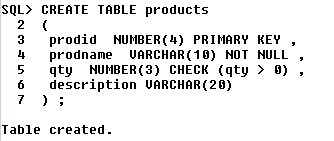 SQL> CREATE TABLE products
  2  (
  3  prodid  NUMBER(4) PRIMARY KEY ,
  4  prodname  VARCHAR(10) NOT NULL ,
  5  qty  NUMBER(3) CHECK (qty > 0) ,
  6  description VARCHAR(20)
  7  ) ;
Table created.